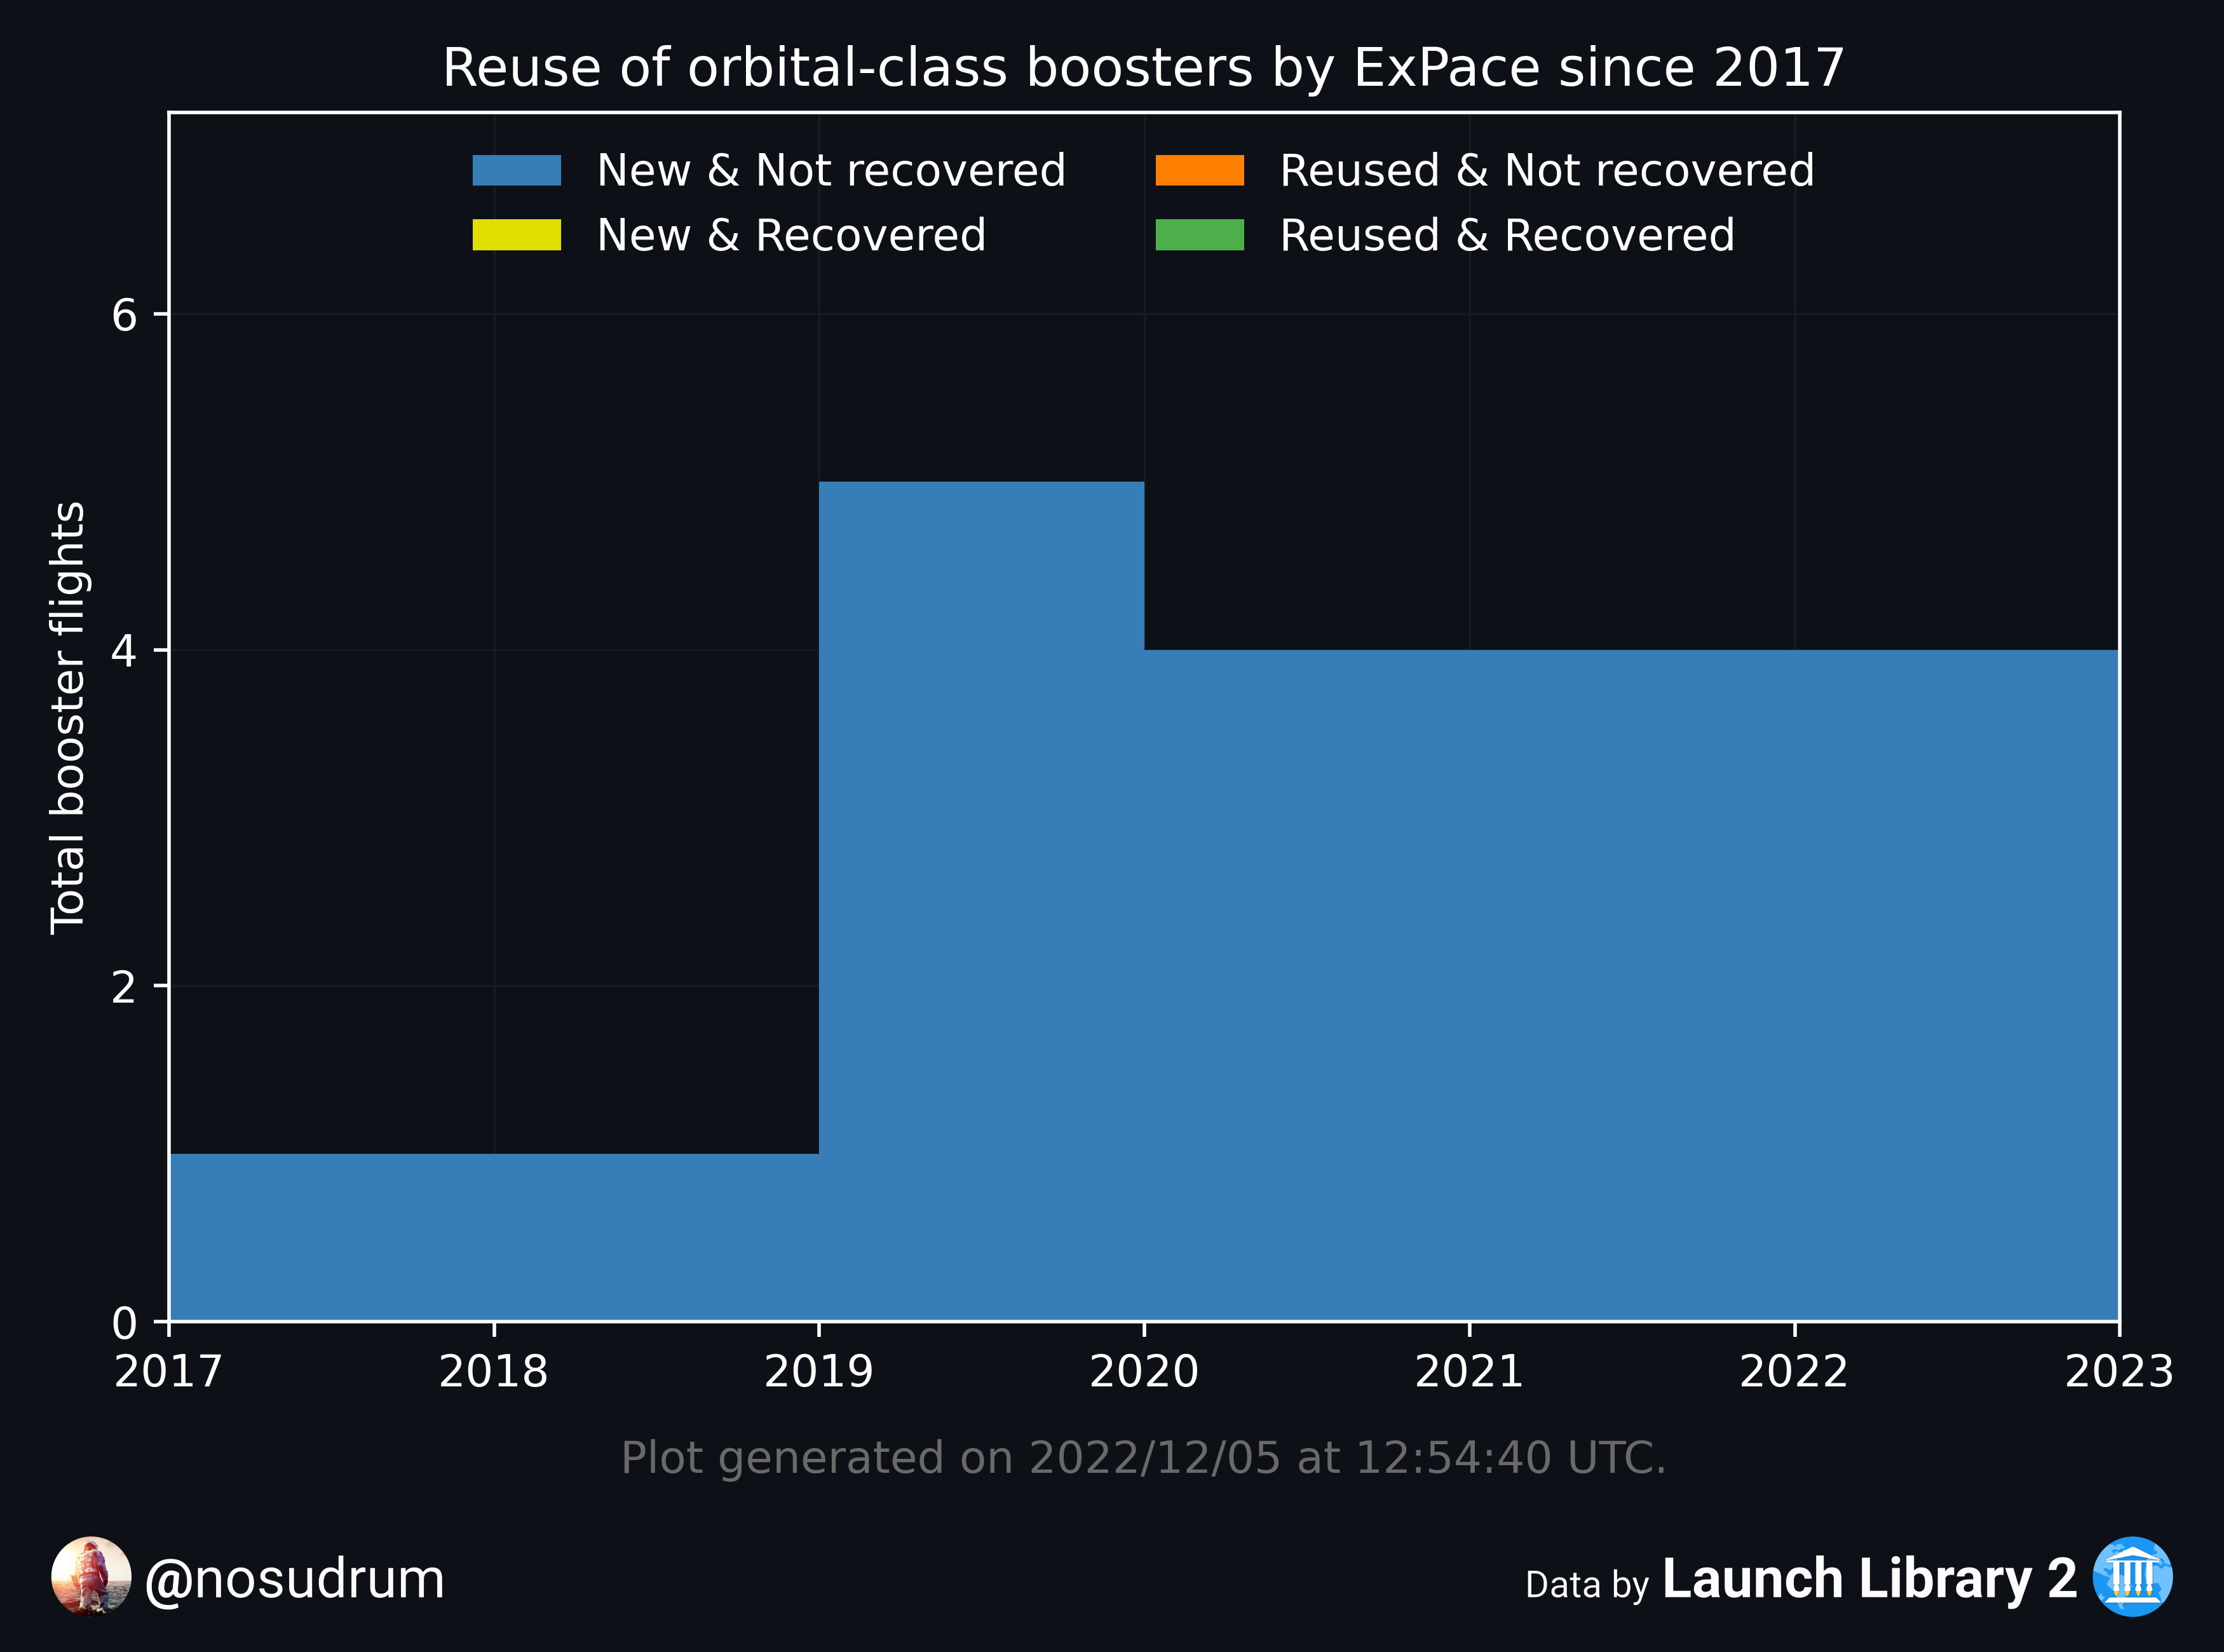 Reuse of orbital-class boosters by ExPace since 2017
New & Not recovered
New & Recovered
Reused & Not recovered
Reused & Recovered
Total booster flights
6
4
2
0
2017 2018 2019 2020 2021 2022 2023
Plot generated on 2022/12/05 at 12:54:40 UTC.
@nosudrum
Data by Launch Library 2